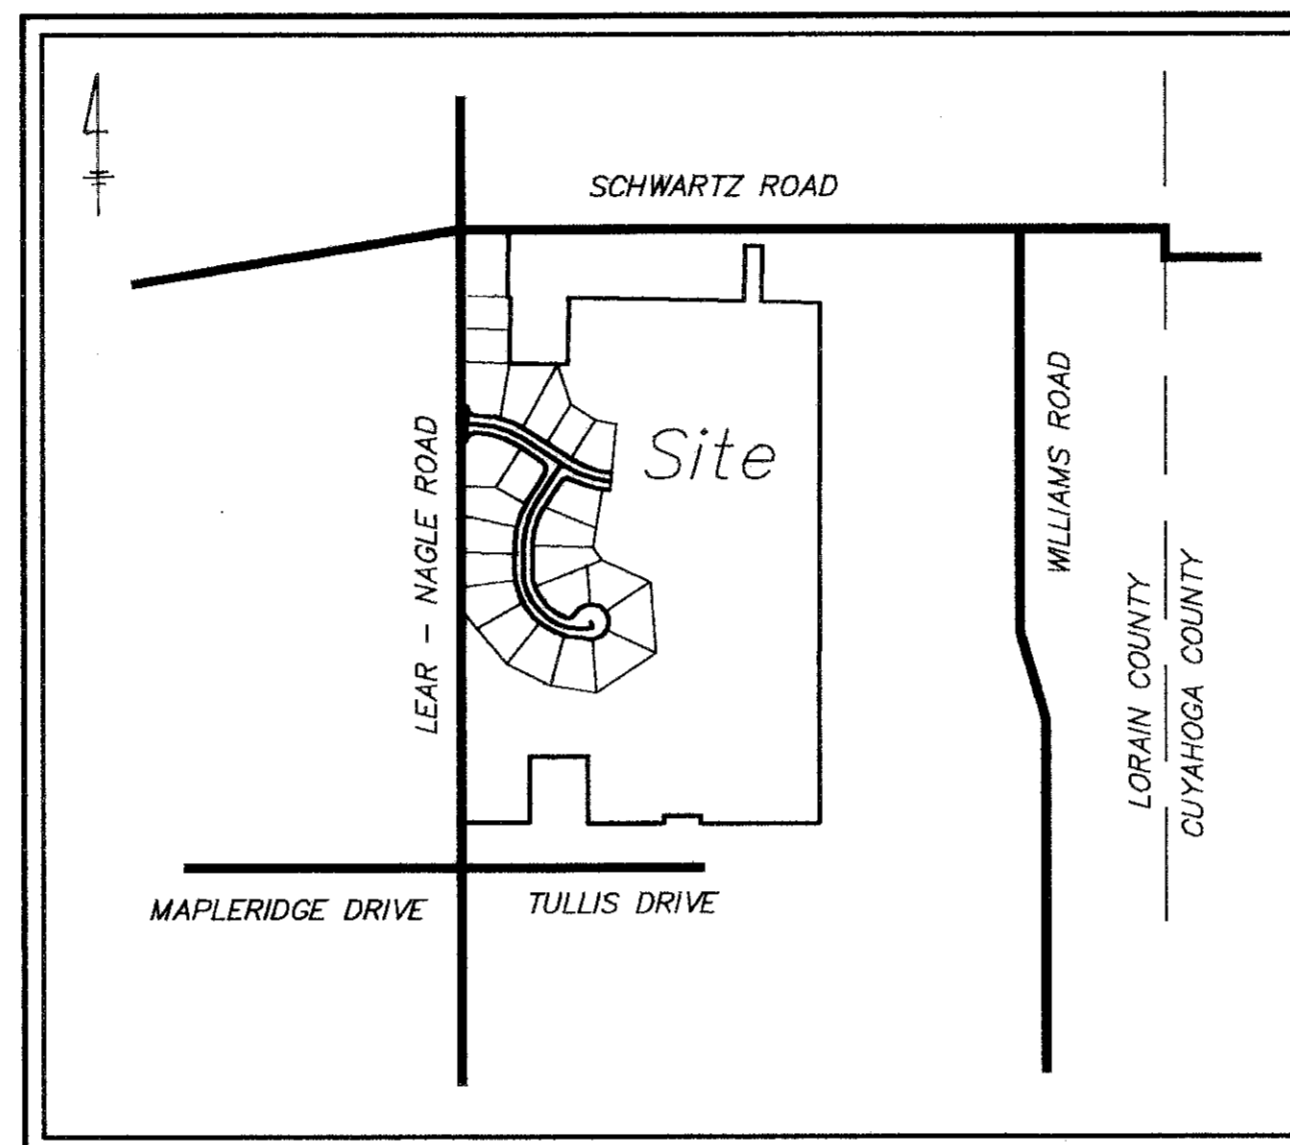 SCHWARTZ ROAD
Site
LEAR – NAGLE ROAD
WILLIAMS ROAD
LORAIN COUNTY
CUYAHOGA COUNTY
MAPLERIDGE DRIVE
TULLIS DRIVE